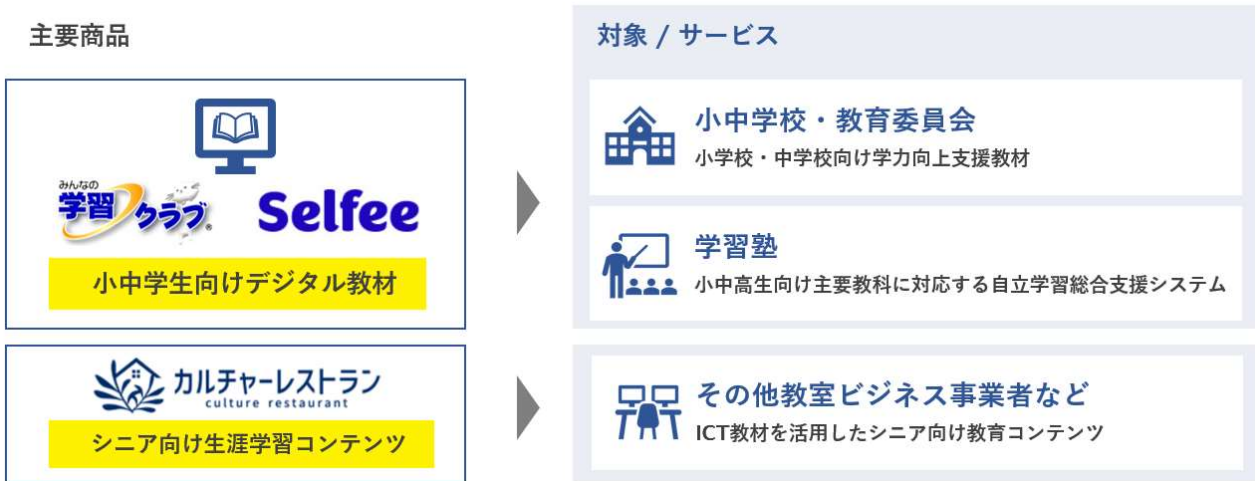 主要商品
みんなの
学習クラブ®
Selfee
小中学生向けデジタル教材
カルチャーレストラン
culture restaurant
シニア向け生涯学習コンテンツ
対象 / サービス
小中学校・教育委員会
小学校・中学校向け学力向上支援教材
学習塾
小中高生向け主要教科に対応する自立学習総合支援システム
その他教室ビジネス事業者など
ICT教材を活用したシニア向け教育コンテンツ